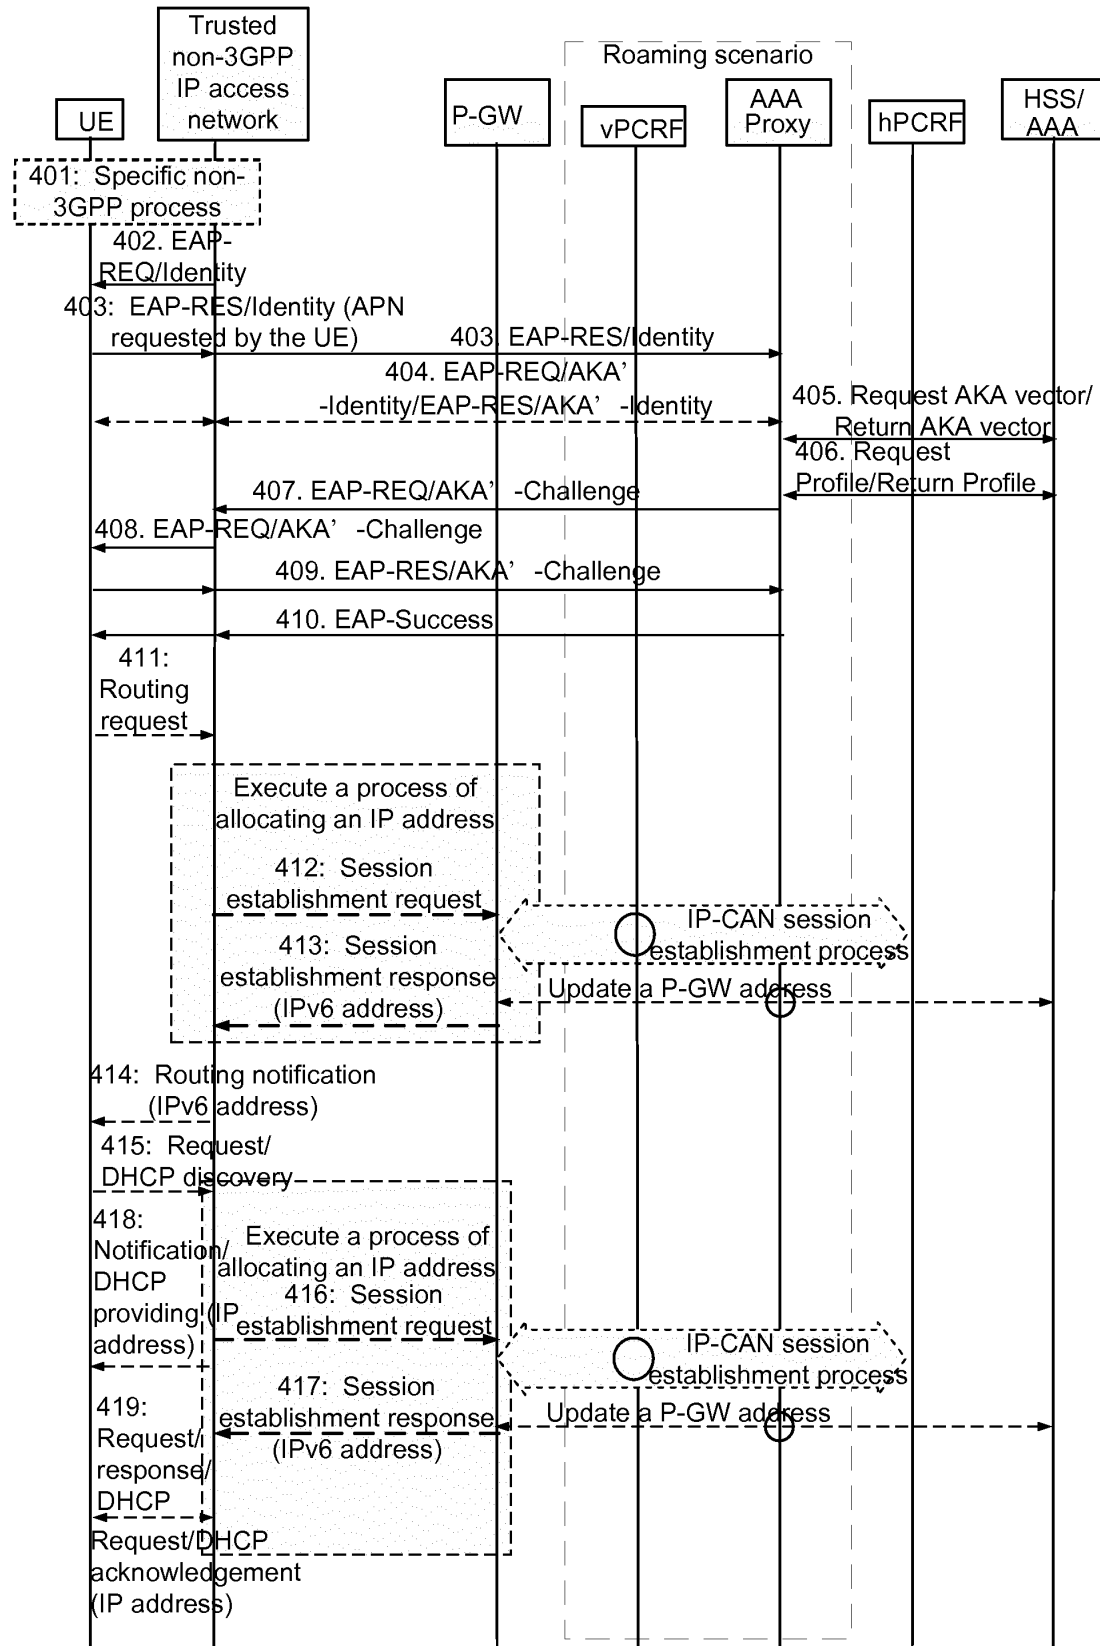 Trusted
non-3GPP
IP access
network
Roaming scenario
UE
P-GW
vPCRF
AAA
Proxy
hPCRF
HSS/
AAA
401: Specific non-
3GPP process
402. EAP-
REQ/Identity
403: EAP-RES/Identity (APN
requested by the UE)
403. EAP-RES/Identity
404. EAP-REQ/AKA’
-Identity/EAP-RES/AKA’ -Identity
405. Request AKA vector/
Return AKA vector
406. Request
Profile/Return Profile
407. EAP-REQ/AKA’ -Challenge
408. EAP-REQ/AKA’ -Challenge
409. EAP-RES/AKA’ -Challenge
410. EAP-Success
411:
Routing
request
Execute a process of
allocating an IP address
412: Session
establishment request
IP-CAN session
establishment process
413: Session
establishment response
(IPv6 address)
Update a P-GW address
414: Routing notification
(IPv6 address)
415: Request/
DHCP discovery
418:
Notification/
DHCP
providing (IP
address)
Execute a process of
allocating an IP address
416: Session
establishment request
IP-CAN session
establishment process
417: Session
establishment response
(IPv6 address)
Update a P-GW address
419:
Request/
response/
DHCP
Request/DHCP
acknowledgement
(IP address)